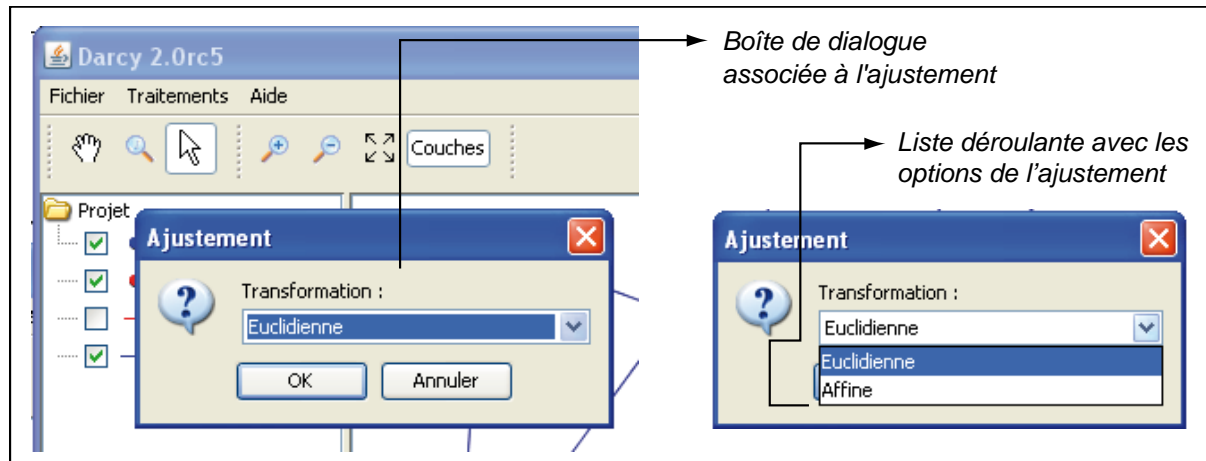 Darcy 2.0rc5
Fichier Traitements Aide
Couches
Projet
Ajustement
Transformation :
Euclidienne
OK Annuler
Boîte de dialogue
associée à l'ajustement
Liste déroulante avec les
options de l’ajustement
Ajustement
Transformation :
Euclidienne
Euclidienne
Affine